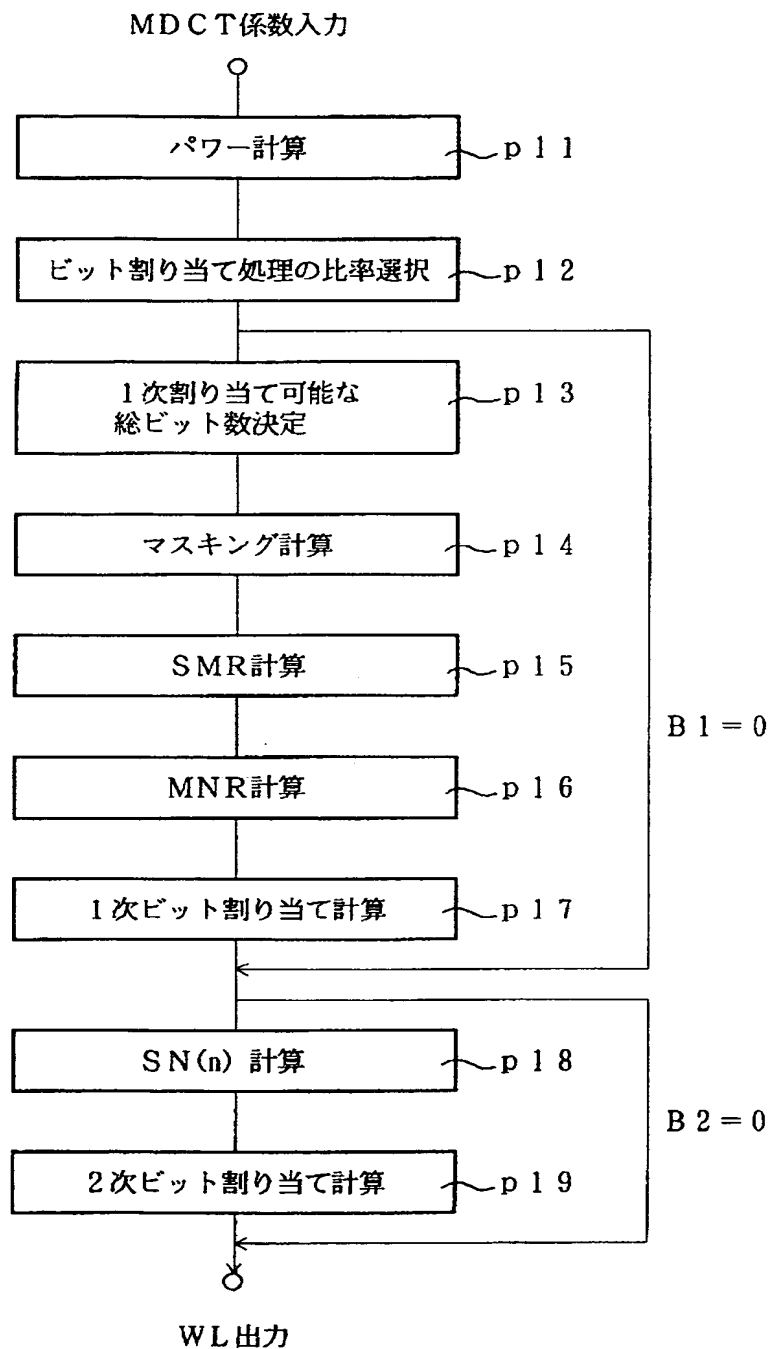 MDCT係数入力
パワー計算
p11
ビット割り当て処理の比率選択
p12
1次割り当て可能な
総ビット数決定
p13
マスキング計算
p14
SMR計算
p15
B1=0
MNR計算
p16
1次ビット割り当て計算
p17
SN(n) 計算
p18
B2=0
2次ビット割り当て計算
p19
WL出力